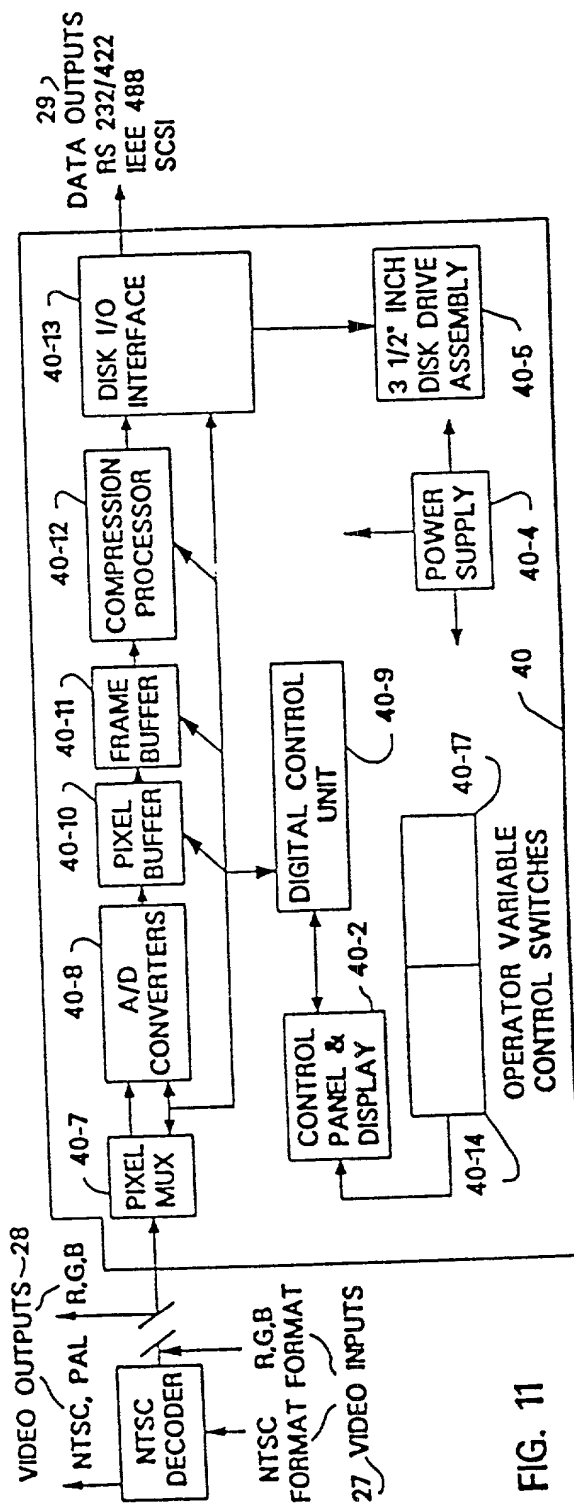 VIDEO OUTPUTS~28
NTSC, PAL R,G,B
NTSC
DECODER
NTSC R,G,B
FORMAT FORMAT
27 VIDEO INPUTS
40-7
PIXEL
MUX
40-8
A/D
CONVERTERS
40-10
PIXEL
BUFFER
40-11
FRAME
BUFFER
40-12
COMPRESSION
PROCESSOR
40-13
DISK I/O
INTERFACE
29
DATA OUTPUTS
RS 232/422
IEEE 488
SCSI
CONTROL
PANEL &
DISPLAY
40-2
DIGITAL CONTROL
UNIT
40-9
POWER
SUPPLY
40-4
3 1/2" INCH
DISK DRIVE
ASSEMBLY
40-5
40-14
40-17
OPERATOR VARIABLE
CONTROL SWITCHES
40
FIG. 11